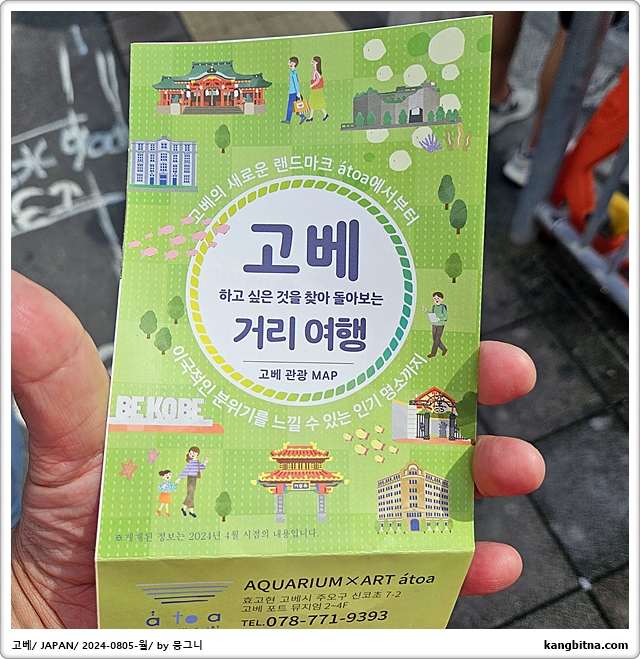 고베의 새로운 랜드마크 átoa에서부터
고베
하고 싶은 것을 찾아 돌아보는
거리 여행
고베 관광 MAP
이국적인 분위기를 느낄 수 있는 인기 명소까지
BE KOBE
※게재된 정보는 2024년 4월 시점의 내용입니다.
átoa
AQUARIUM×ART átoa
효고현 고베시 주오구 신코초 7-2
고베 포트 뮤지엄 2~4F
TEL.078-771-9393
고베/ JAPAN/ 2024-0805-월/ by 뭉그니
kangbitna.com